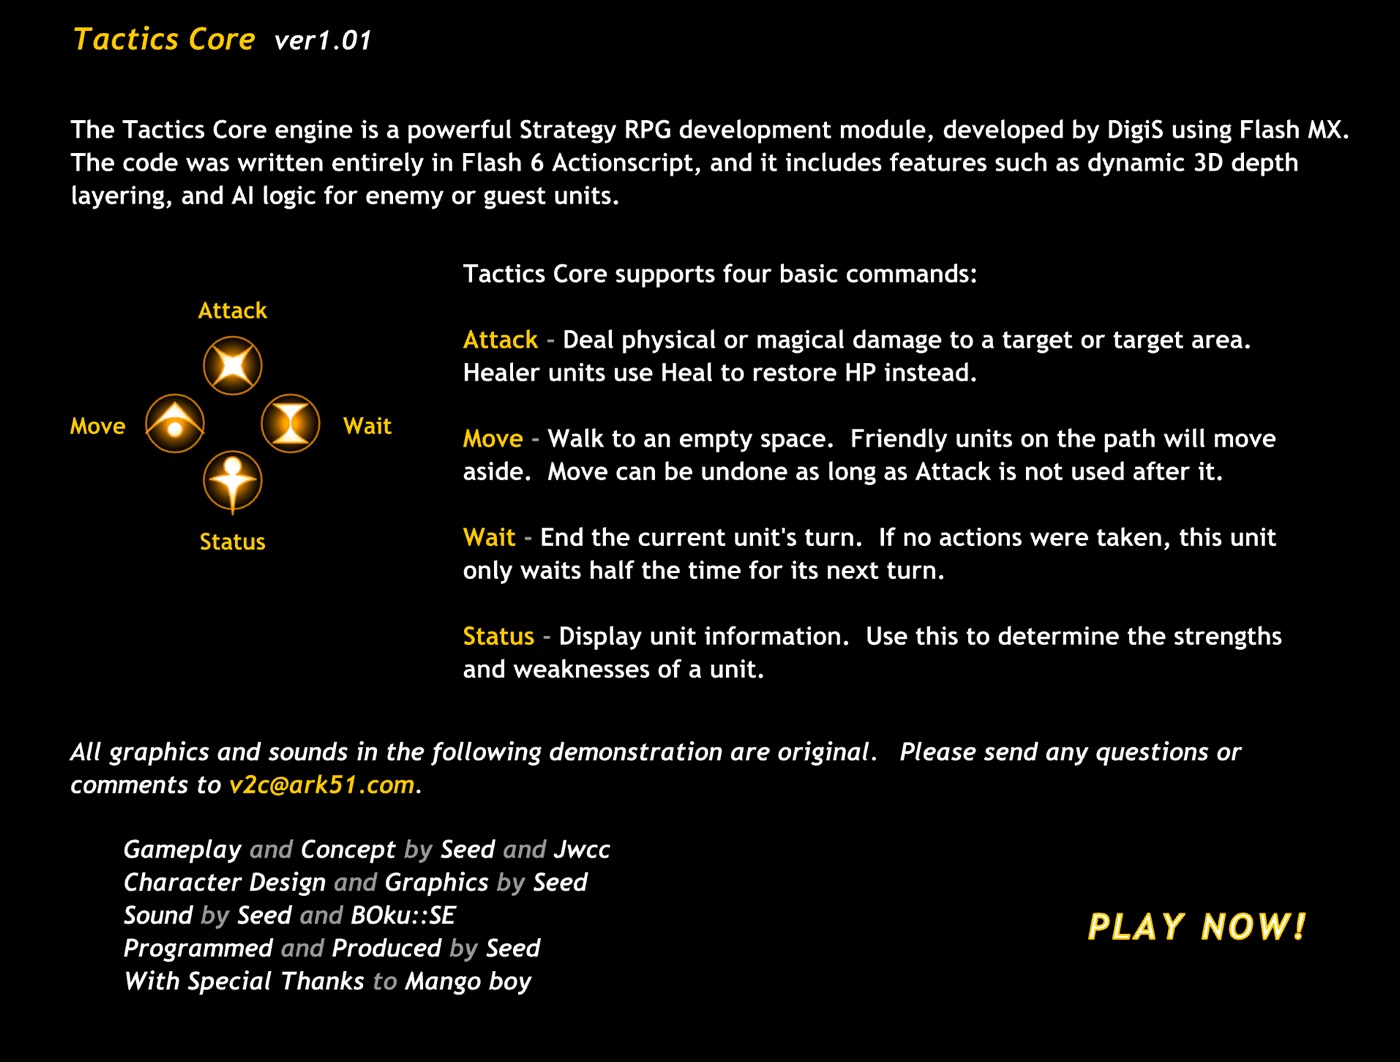 Tactics Core ver1.01
The Tactics Core engine is a powerful Strategy RPG development module, developed by DigiS using Flash MX.
The code was written entirely in Flash 6 Actionscript, and it includes features such as dynamic 3D depth
layering, and AI logic for enemy or guest units.
Attack
Move
Wait
Status
Tactics Core supports four basic commands:
Attack - Deal physical or magical damage to a target or target area.
Healer units use Heal to restore HP instead.
Move - Walk to an empty space.  Friendly units on the path will move
aside.  Move can be undone as long as Attack is not used after it.
Wait - End the current unit's turn.  If no actions were taken, this unit
only waits half the time for its next turn.
Status - Display unit information.  Use this to determine the strengths
and weaknesses of a unit.
All graphics and sounds in the following demonstration are original.  Please send any questions or
comments to v2c@ark51.com.
Gameplay and Concept by Seed and Jwcc
Character Design and Graphics by Seed
Sound by Seed and BOku::SE
Programmed and Produced by Seed
With Special Thanks to Mango boy
PLAY NOW!